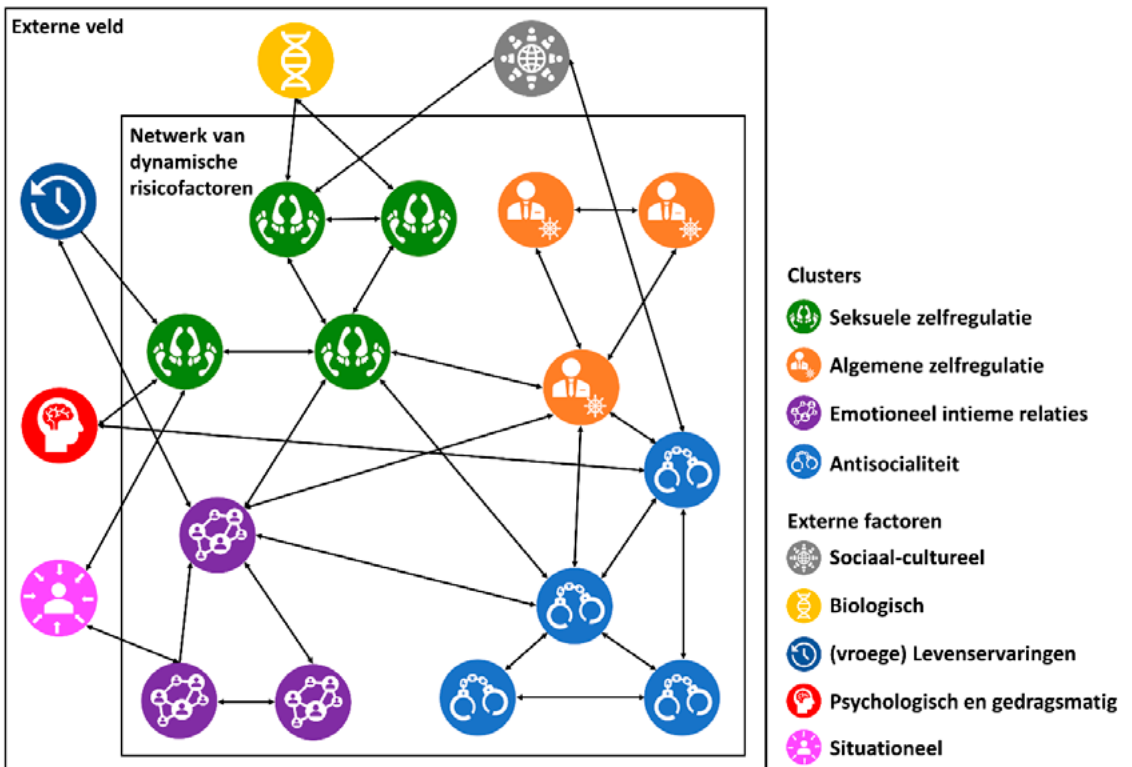 Externe veld
Netwerk van
dynamische
risicofactoren
Clusters
Seksuele zelfregulatie
Algemene zelfregulatie
Emotioneel intieme relaties
Antisocialiteit
Externe factoren
Sociaal-cultureel
Biologisch
(vroege) Levenservaringen
Psychologisch en gedragsmatig
Situationeel